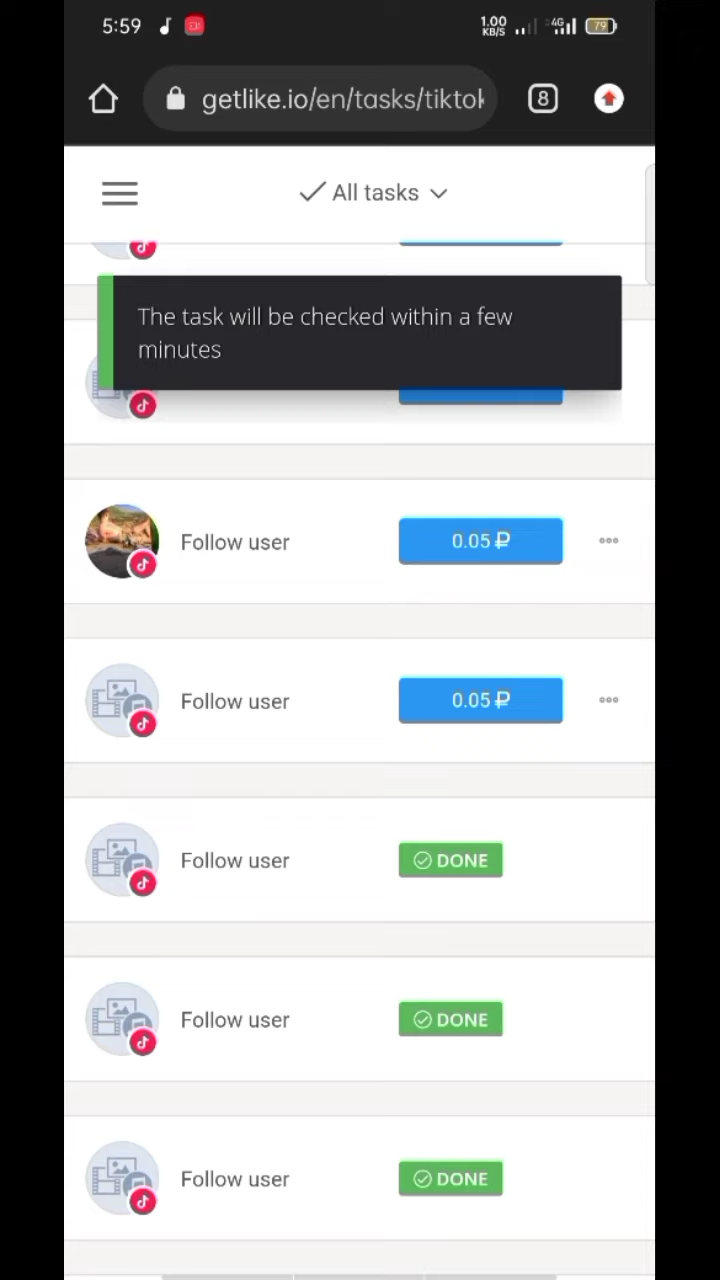 5:59
1.00 KB/S
4G
79
getlike.io/en/tasks/tiktok
8
All tasks
The task will be checked within a few
minutes
Follow user
0.05 ₽
Follow user
0.05 ₽
Follow user
DONE
Follow user
DONE
Follow user
DONE